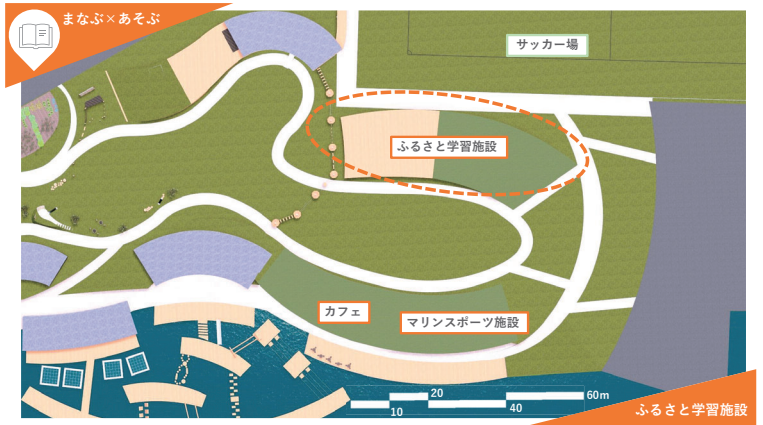 まなぶ×あそぶ
サッカー場
ふるさと学習施設
カフェ
マリンスポーツ施設
20
60m
10
40
ふるさと学習施設